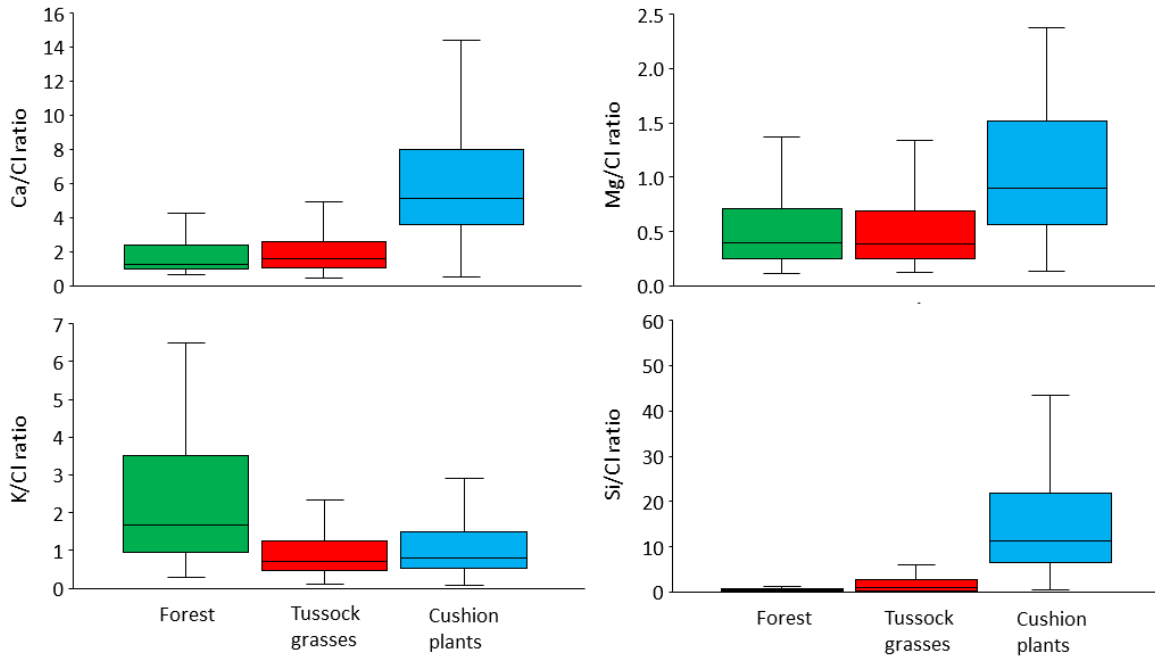 Ca/Cl ratio
16
14
12
10
8
6
4
2
0
Mg/Cl ratio
2.5
2.0
1.5
1.0
0.5
0.0
K/Cl ratio
7
6
5
4
3
2
1
0
Forest
Tussock
grasses
Cushion
plants
Si/Cl ratio
60
50
40
30
20
10
0
Forest
Tussock
grasses
Cushion
plants